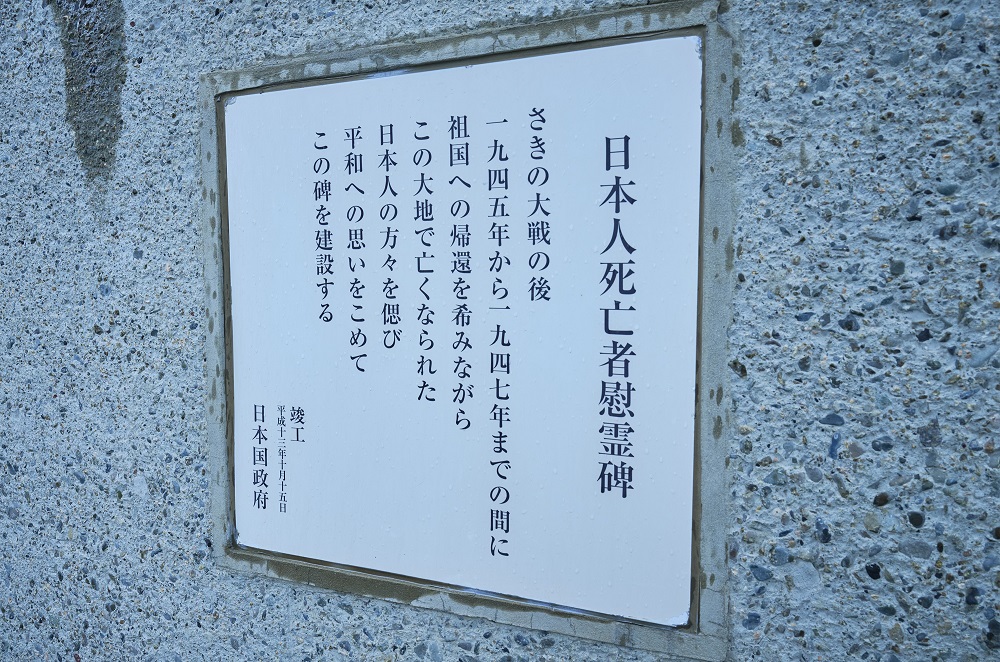 日本人死亡者慰霊碑
さきの大戦の後
一九四五年から一九四七年までの間に
祖国への帰還を希みながら
この大地で亡くなられた
日本人の方々を偲び
平和への思いをこめて
この碑を建設する
竣工
平成十三年十月十五日
日本国政府